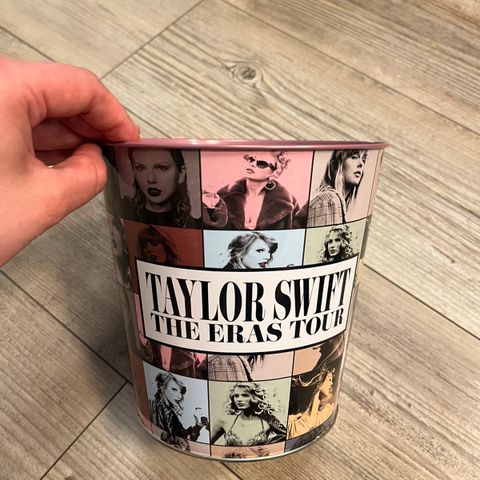 TAYLOR SWIFT
THE ERAS TOUR